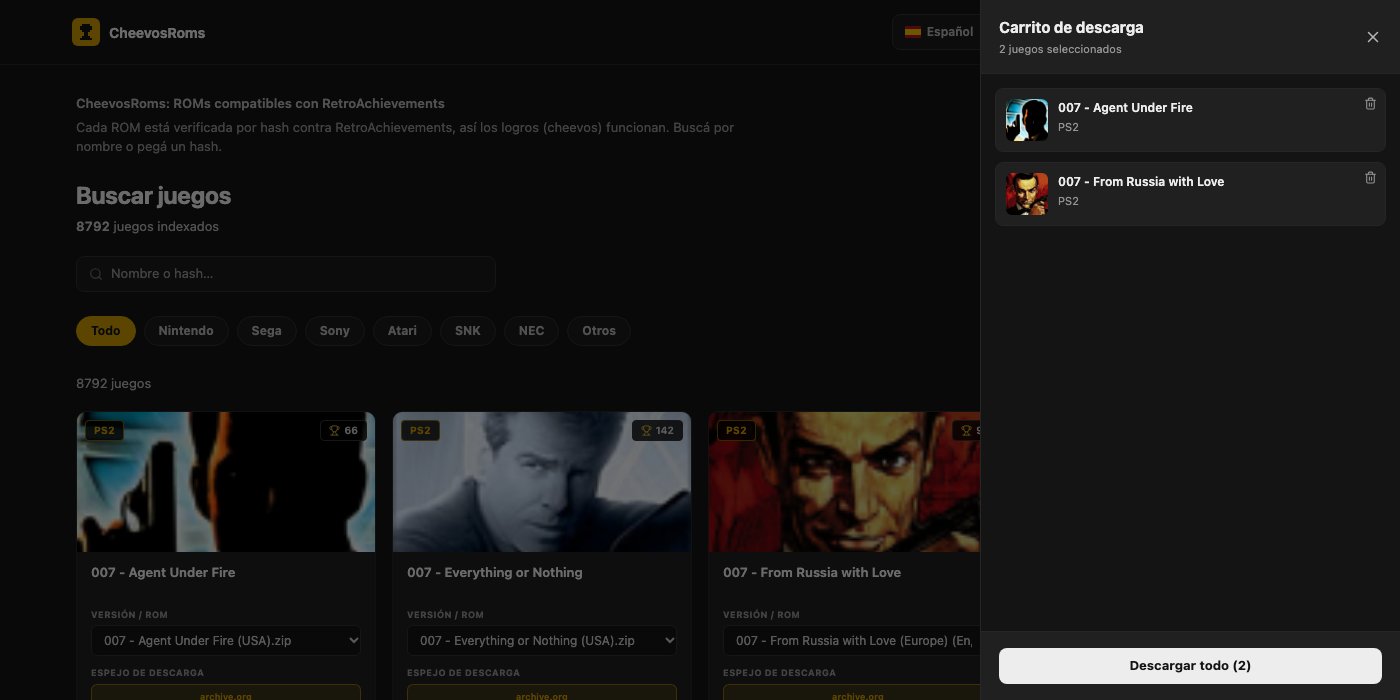 CheevosRoms
Español
CheevosRoms: ROMs compatibles con RetroAchievements
Cada ROM está verificada por hash contra RetroAchievements, así los logros (cheevos) funcionan. Buscá por
nombre o pegá un hash.
Buscar juegos
8792 juegos indexados
Nombre o hash...
Todo
Nintendo
Sega
Sony
Atari
SNK
NEC
Otros
8792 juegos
PS2
66
007 - Agent Under Fire
VERSIÓN / ROM
007 - Agent Under Fire (USA).zip
ESPEJO DE DESCARGA
archive.org
PS2
142
007 - Everything or Nothing
VERSIÓN / ROM
007 - Everything or Nothing (USA).zip
ESPEJO DE DESCARGA
archive.org
PS2
007 - From Russia with Love
VERSIÓN / ROM
007 - From Russia with Love (Europe) (En,
ESPEJO DE DESCARGA
archive.org
Carrito de descarga
2 juegos seleccionados
007 - Agent Under Fire
PS2
007 - From Russia with Love
PS2
Descargar todo (2)